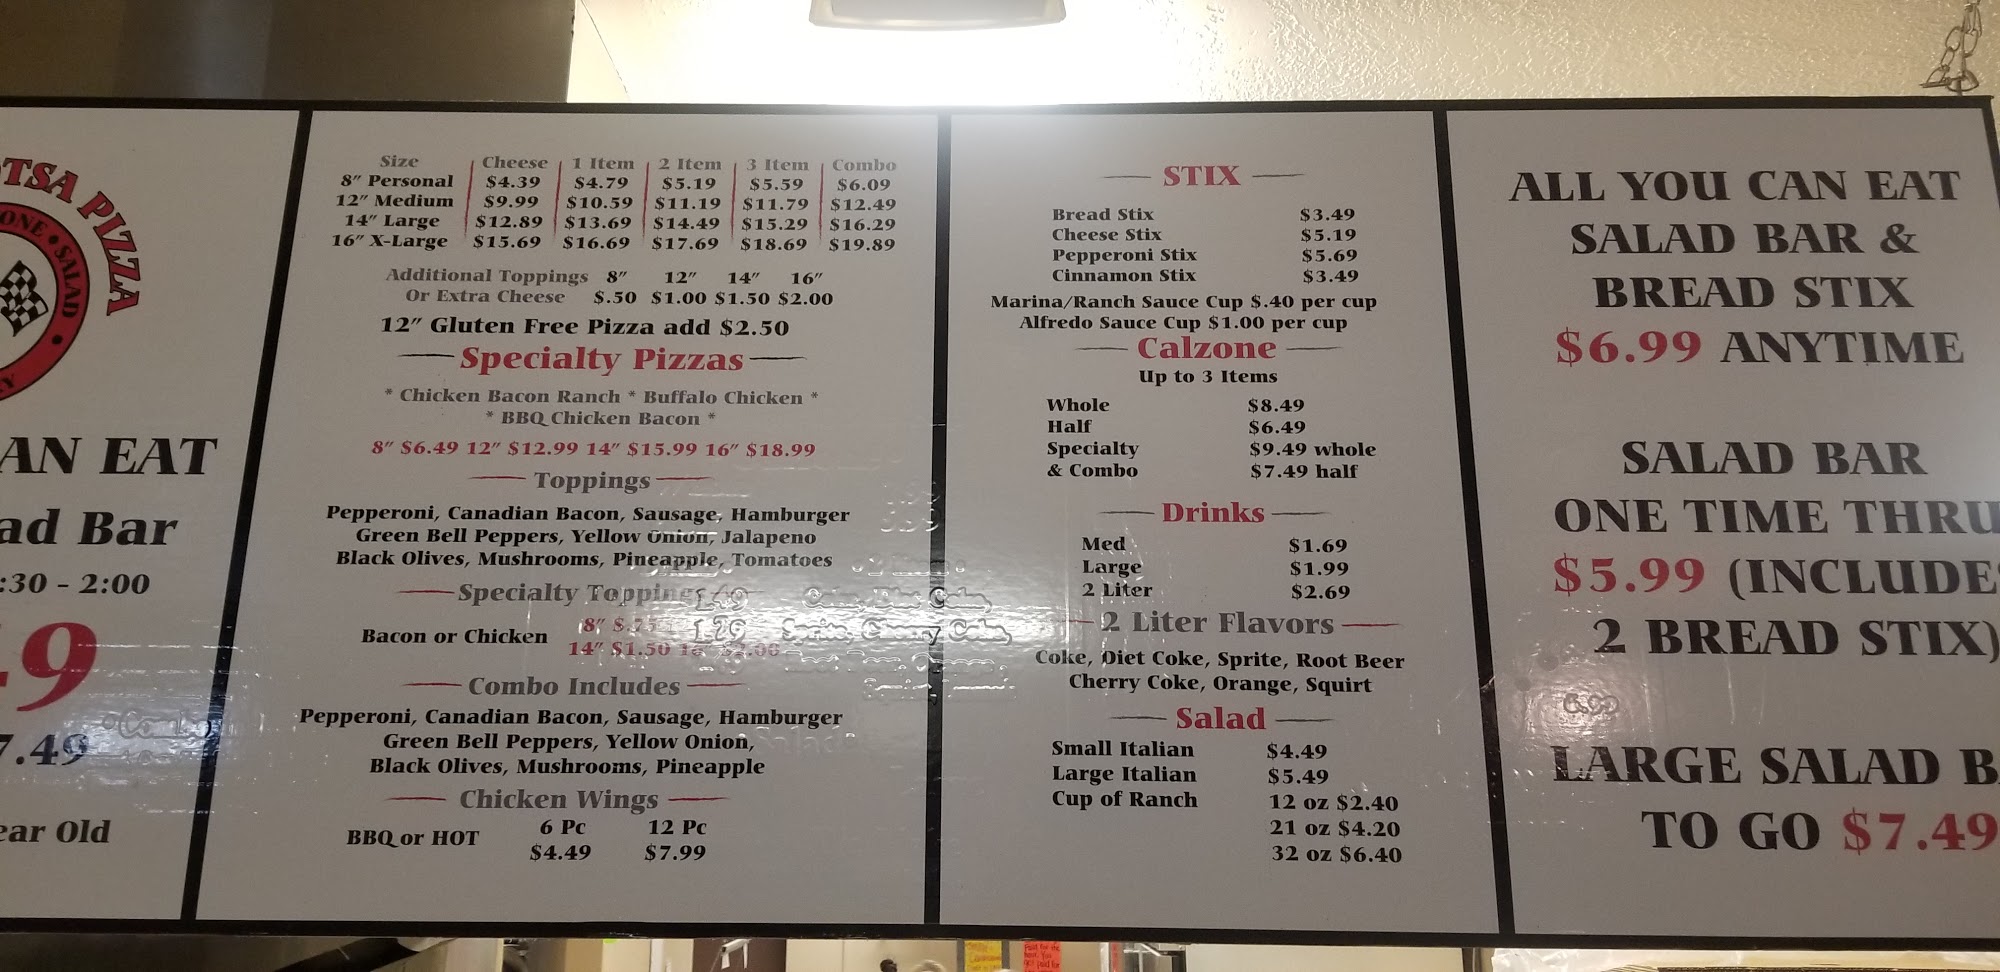 TSA PIZZA
ONE • SALAD •
AN EAT
ad Bar
:30 - 2:00
9
7.49
ear Old
Size Cheese 1 Item 2 Item 3 Item Combo
8" Personal $4.39 $4.79 $5.19 $5.59 $6.09
12" Medium $9.99 $10.59 $11.19 $11.79 $12.49
14" Large $12.89 $13.69 $14.49 $15.29 $16.29
16" X-Large $15.69 $16.69 $17.69 $18.69 $19.89
Additional Toppings 8" 12" 14" 16"
Or Extra Cheese $.50 $1.00 $1.50 $2.00
12" Gluten Free Pizza add $2.50
Specialty Pizzas
* Chicken Bacon Ranch * Buffalo Chicken *
* BBQ Chicken Bacon *
8" $6.49 12" $12.99 14" $15.99 16" $18.99
Toppings
Pepperoni, Canadian Bacon, Sausage, Hamburger
Green Bell Peppers, Yellow Onion, Jalapeno
Black Olives, Mushrooms, Pineapple, Tomatoes
Specialty Toppings
8" $.75
Bacon or Chicken
14" $1.50 16" $2.00
Combo Includes
Pepperoni, Canadian Bacon, Sausage, Hamburger
Green Bell Peppers, Yellow Onion,
Black Olives, Mushrooms, Pineapple
Chicken Wings
6 Pc 12 Pc
BBQ or HOT
$4.49 $7.99
STIX
Bread Stix $3.49
Cheese Stix $5.19
Pepperoni Stix $5.69
Cinnamon Stix $3.49
Marina/Ranch Sauce Cup $.40 per cup
Alfredo Sauce Cup $1.00 per cup
Calzone
Up to 3 Items
Whole $8.49
Half $6.49
Specialty $9.49 whole
& Combo $7.49 half
Drinks
Med $1.69
Large $1.99
2 Liter $2.69
2 Liter Flavors
Coke, Diet Coke, Sprite, Root Beer
Cherry Coke, Orange, Squirt
Salad
Small Italian $4.49
Large Italian $5.49
Cup of Ranch 12 oz $2.40
21 oz $4.20
32 oz $6.40
ALL YOU CAN EAT
SALAD BAR &
BREAD STIX
$6.99 ANYTIME
SALAD BAR
ONE TIME THRU
$5.99 (INCLUDES
2 BREAD STIX)
LARGE SALAD B
TO GO $7.49